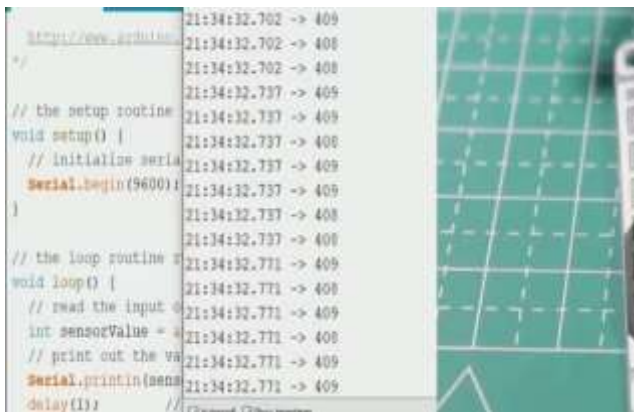 http://www.arduino.
*/
// the setup routine
void setup() {
// initialize seria
Serial.begin(9600);
}
// the loop routine r
void loop() {
// read the input o
int sensorValue = a
// print out the va
Serial.println(sens
delay(1); //
21:34:32.702 -> 409
21:34:32.702 -> 408
21:34:32.702 -> 408
21:34:32.737 -> 409
21:34:32.737 -> 409
21:34:32.737 -> 408
21:34:32.737 -> 409
21:34:32.737 -> 409
21:34:32.737 -> 408
21:34:32.737 -> 408
21:34:32.771 -> 409
21:34:32.771 -> 408
21:34:32.771 -> 409
21:34:32.771 -> 408
21:34:32.771 -> 409
21:34:32.771 -> 409